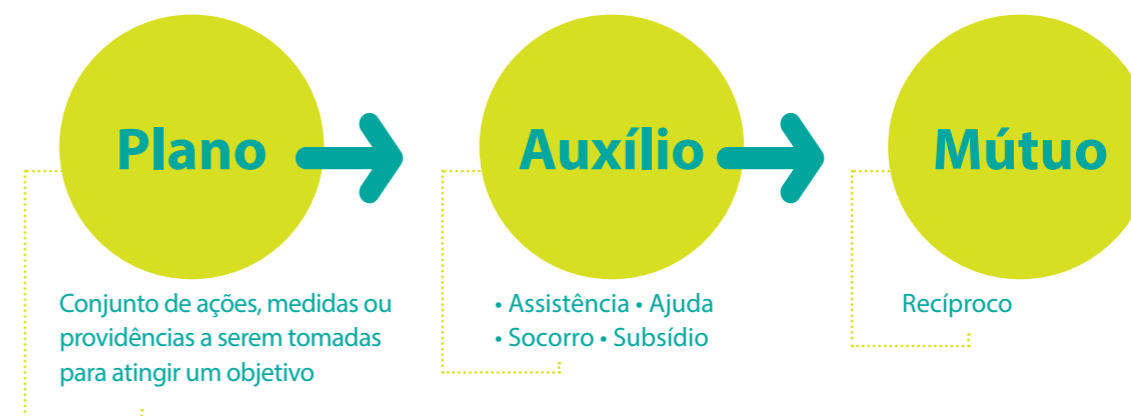 Plano
Auxílio
Mútuo
Conjunto de ações, medidas ou
providências a serem tomadas
para atingir um objetivo
• Assistência • Ajuda
• Socorro • Subsídio
Recíproco